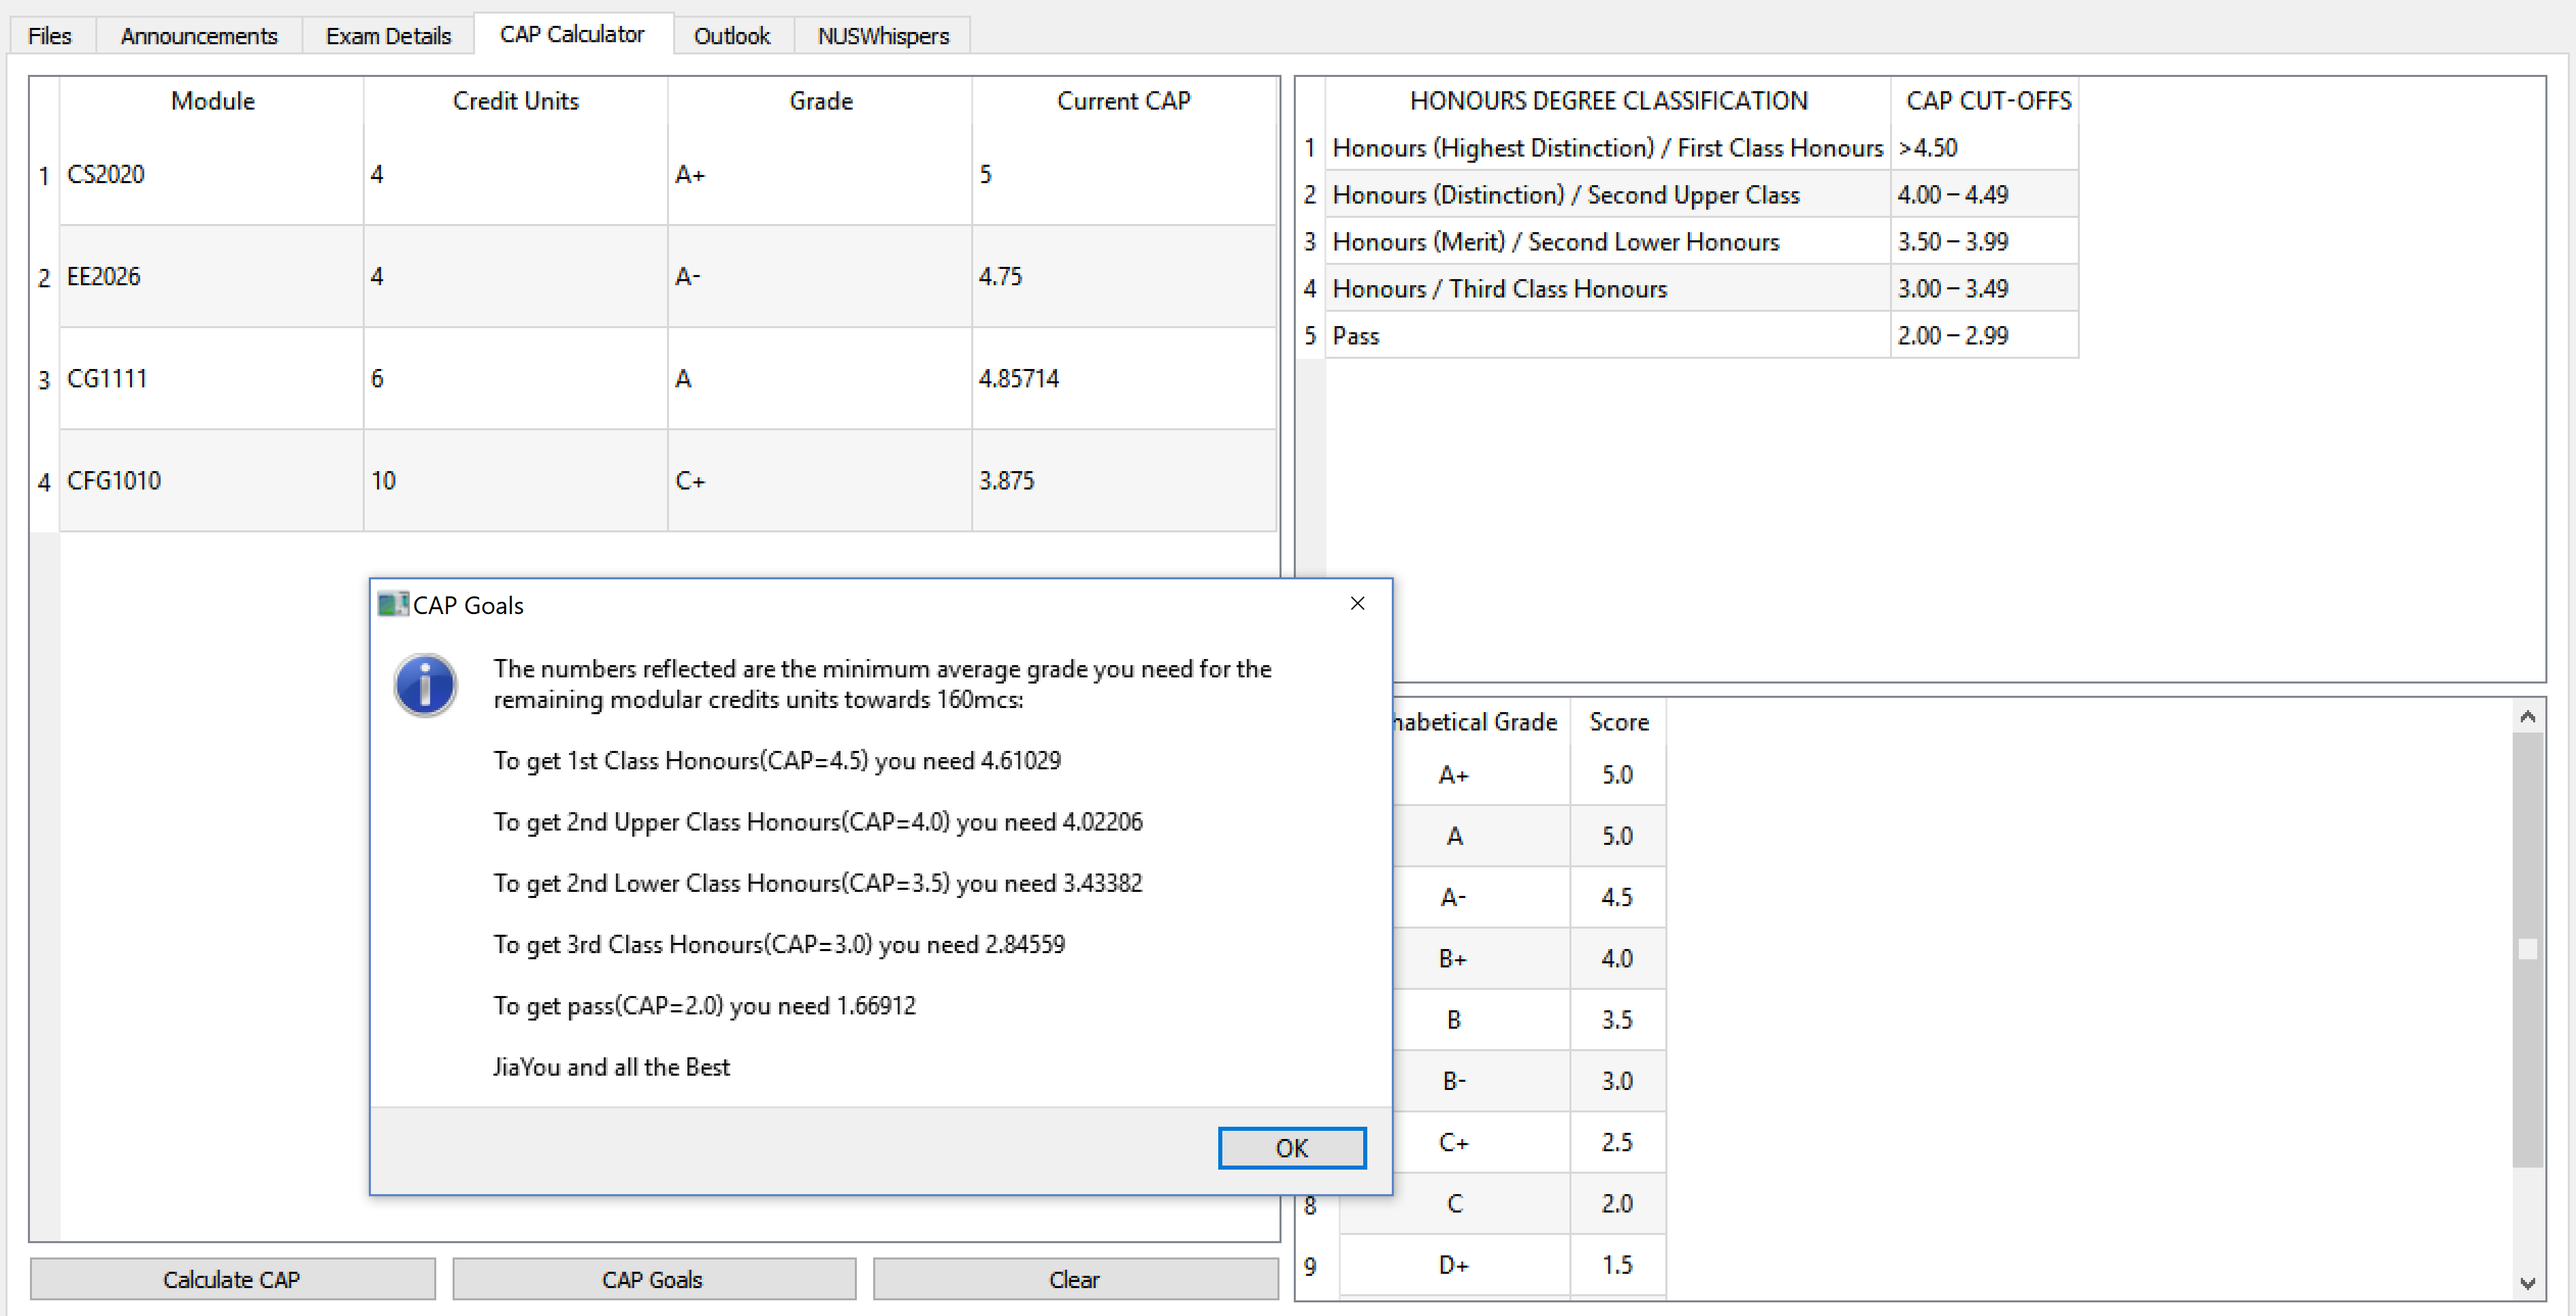 Files Announcements Exam Details CAP Calculator Outlook NUSWhispers
Module Credit Units Grade Current CAP
1 CS2020 4 A+ 5
2 EE2026 4 A- 4.75
3 CG1111 6 A 4.85714
4 CFG1010 10 C+ 3.875
HONOURS DEGREE CLASSIFICATION CAP CUT-OFFS
1 Honours (Highest Distinction) / First Class Honours >4.50
2 Honours (Distinction) / Second Upper Class 4.00 – 4.49
3 Honours (Merit) / Second Lower Honours 3.50 – 3.99
4 Honours / Third Class Honours 3.00 – 3.49
5 Pass 2.00 – 2.99
CAP Goals
The numbers reflected are the minimum average grade you need for the
remaining modular credits units towards 160mcs:
To get 1st Class Honours(CAP=4.5) you need 4.61029
To get 2nd Upper Class Honours(CAP=4.0) you need 4.02206
To get 2nd Lower Class Honours(CAP=3.5) you need 3.43382
To get 3rd Class Honours(CAP=3.0) you need 2.84559
To get pass(CAP=2.0) you need 1.66912
JiaYou and all the Best
OK
habetical Grade Score
A+ 5.0
A 5.0
A- 4.5
B+ 4.0
B 3.5
B- 3.0
C+ 2.5
8 C 2.0
9 D+ 1.5
Calculate CAP CAP Goals Clear